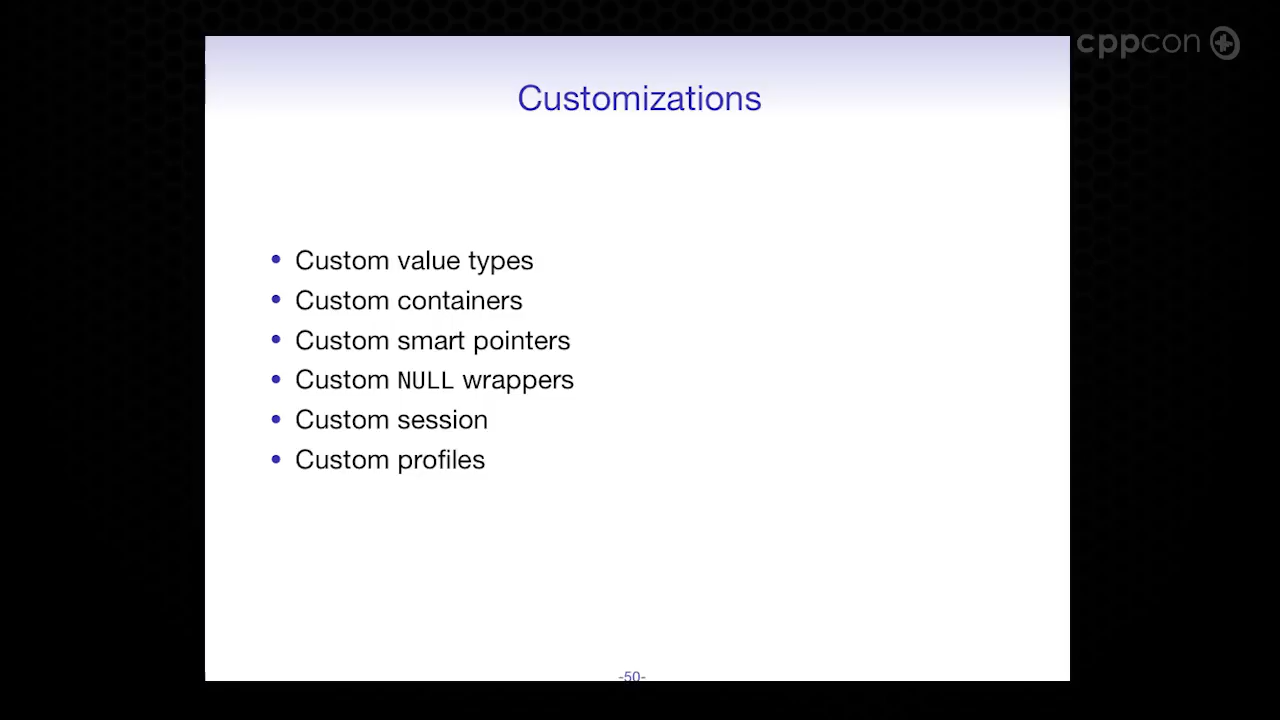 cppcon
Customizations
• Custom value types
• Custom containers
• Custom smart pointers
• Custom NULL wrappers
• Custom session
• Custom profiles
-50-